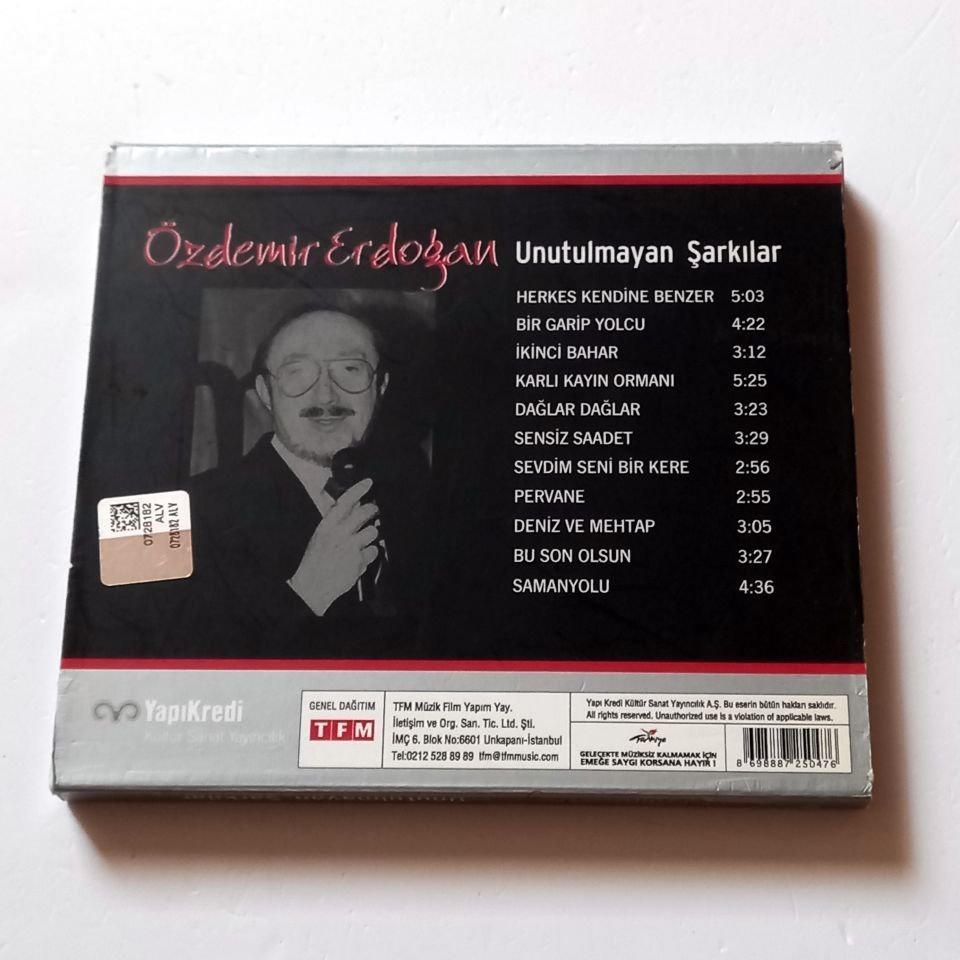 Özdemir Erdoğan
Unutulmayan Şarkılar
HERKES KENDİNE BENZER 5:03
BİR GARİP YOLCU 4:22
İKİNCİ BAHAR 3:12
KARLI KAYIN ORMANI 5:25
DAĞLAR DAĞLAR 3:23
SENSİZ SAADET 3:29
SEVDİM SENİ BİR KERE 2:56
PERVANE 2:55
DENİZ VE MEHTAP 3:05
BU SON OLSUN 3:27
SAMANYOLU 4:36
0728182
ALV
0728182 ALV
YapıKredi
Kültür Sanat Yayıncılık
GENEL DAĞITIM
TFM
TFM Müzik Film Yapım Yay.
İletişim ve Org. San. Tic. Ltd. Şti.
İMÇ 6. Blok No:6601 Unkapanı-İstanbul
Tel:0212 528 89 89 tfm@tfmmusic.com
Yapı Kredi Kültür Sanat Yayıncılık A.Ş. Bu eserin bütün hakları saklıdır.
All rights reserved. Unauthorized use is a violation of applicable laws.
Türkiye
GELECEKTE MÜZİKSİZ KALMAMAK İÇİN
EMEĞE SAYGI KORSANA HAYIR !
8 698887 250476
Unutulmayan Şarkılar